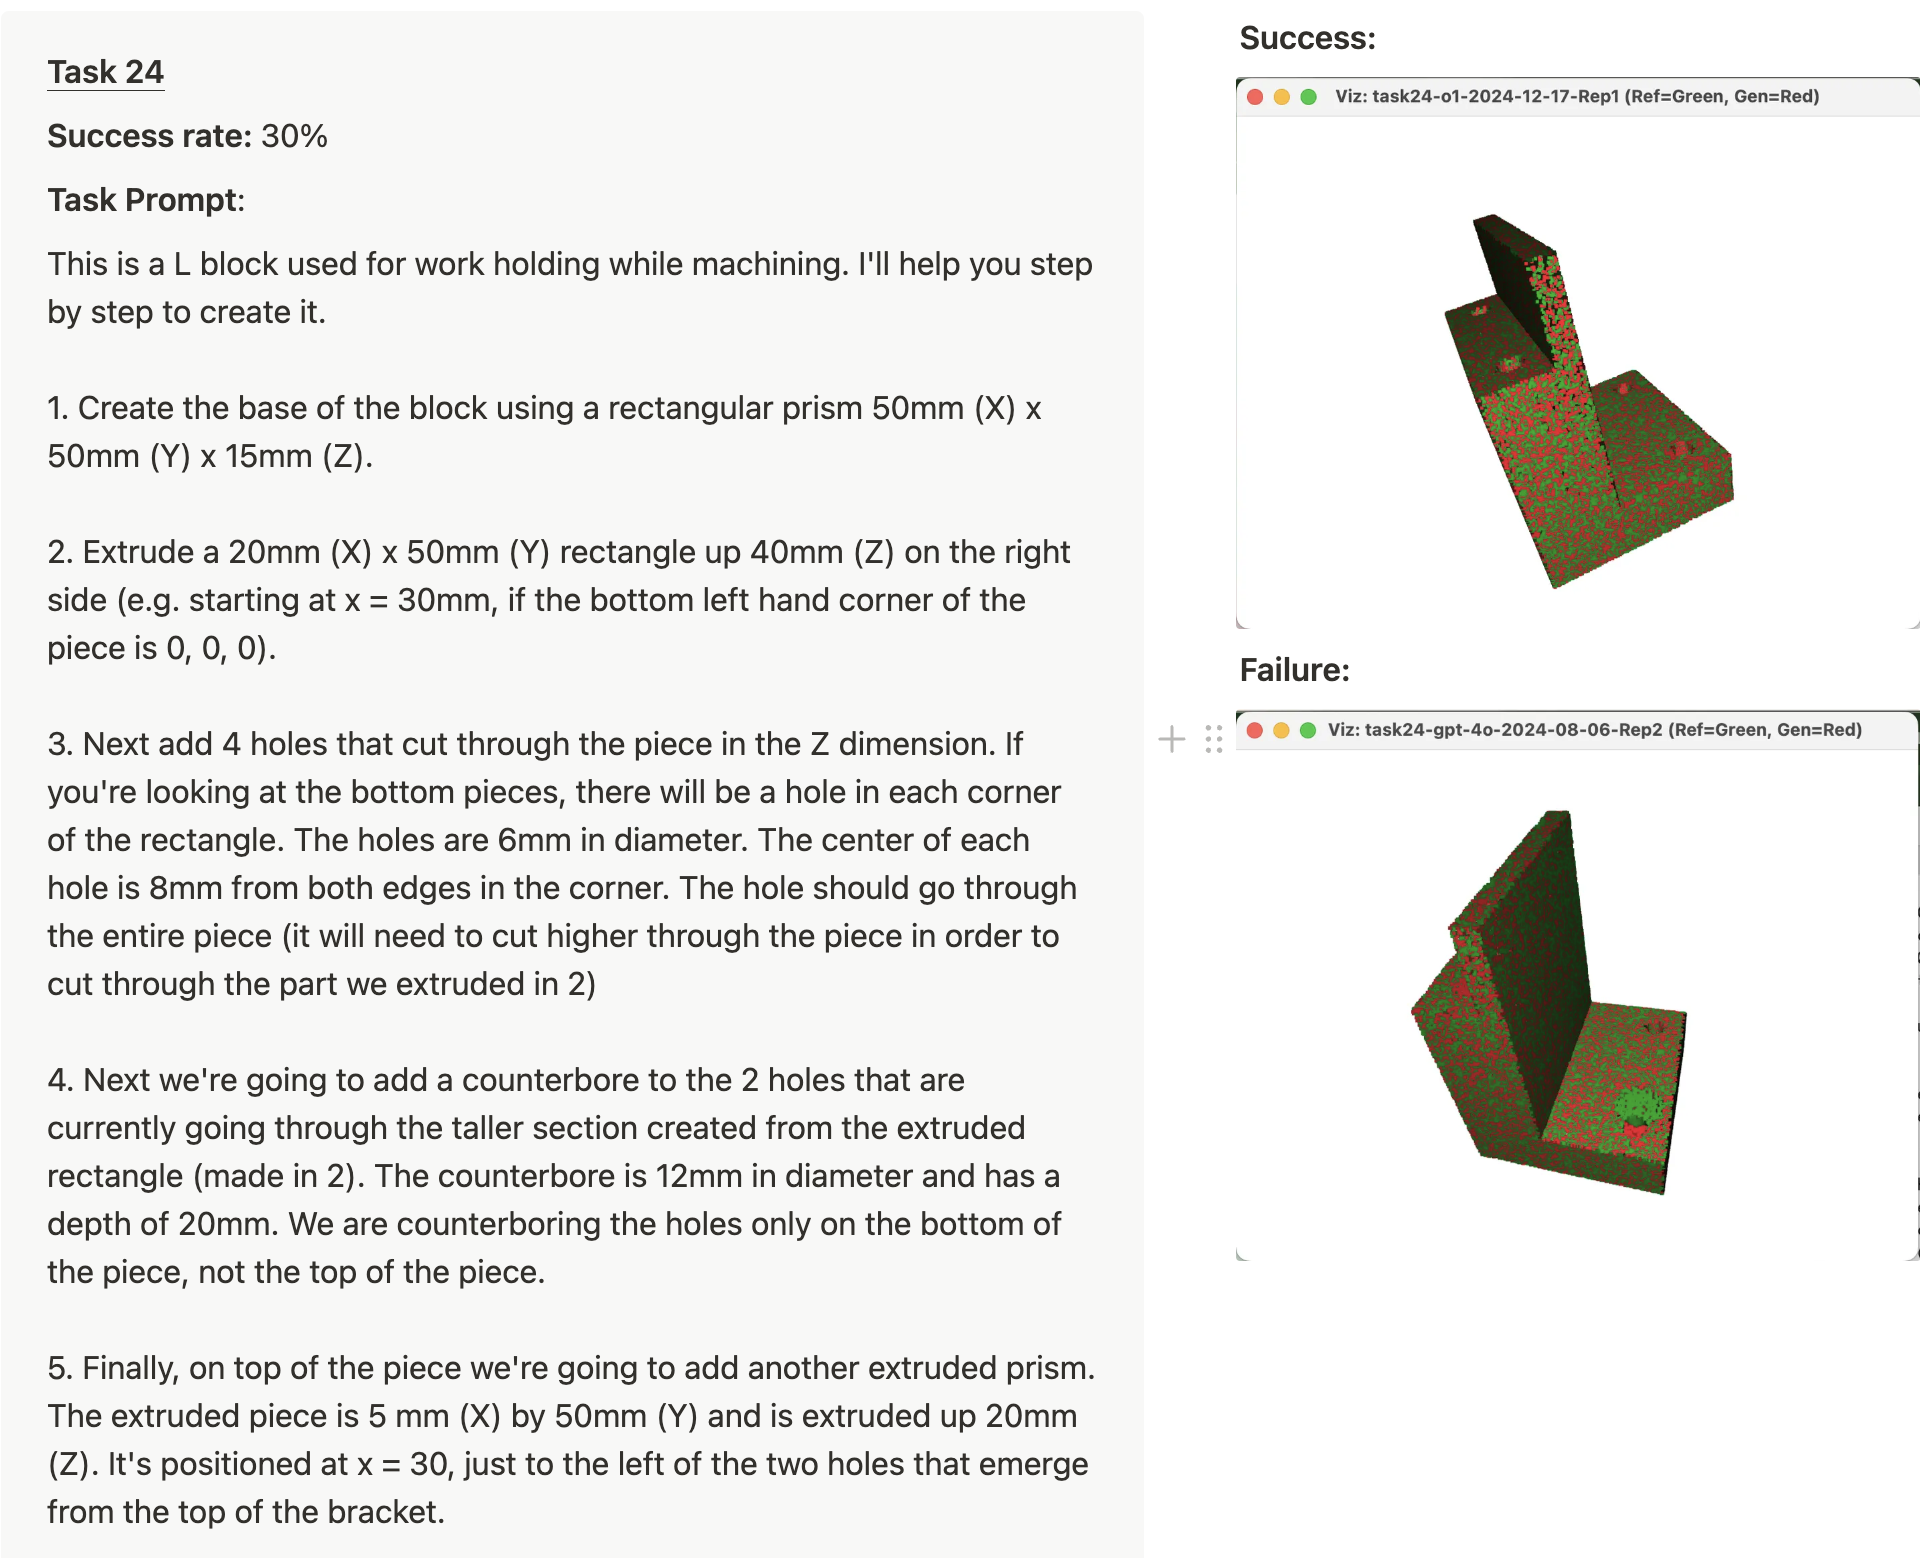 Task 24
Success rate: 30%
Task Prompt:
This is a L block used for work holding while machining. I'll help you step
by step to create it.
1. Create the base of the block using a rectangular prism 50mm (X) x
50mm (Y) x 15mm (Z).
2. Extrude a 20mm (X) x 50mm (Y) rectangle up 40mm (Z) on the right
side (e.g. starting at x = 30mm, if the bottom left hand corner of the
piece is 0, 0, 0).
3. Next add 4 holes that cut through the piece in the Z dimension. If
you're looking at the bottom pieces, there will be a hole in each corner
of the rectangle. The holes are 6mm in diameter. The center of each
hole is 8mm from both edges in the corner. The hole should go through
the entire piece (it will need to cut higher through the piece in order to
cut through the part we extruded in 2)
4. Next we're going to add a counterbore to the 2 holes that are
currently going through the taller section created from the extruded
rectangle (made in 2). The counterbore is 12mm in diameter and has a
depth of 20mm. We are counterboring the holes only on the bottom of
the piece, not the top of the piece.
5. Finally, on top of the piece we're going to add another extruded prism.
The extruded piece is 5 mm (X) by 50mm (Y) and is extruded up 20mm
(Z). It's positioned at x = 30, just to the left of the two holes that emerge
from the top of the bracket.
Success:
Viz: task24-o1-2024-12-17-Rep1 (Ref=Green, Gen=Red)
Failure:
Viz: task24-gpt-4o-2024-08-06-Rep2 (Ref=Green, Gen=Red)